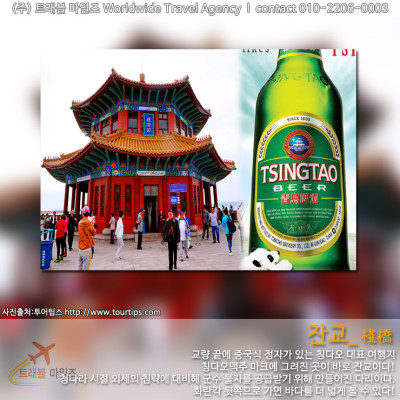 (주) 트래블 마일즈 Worldwide Travel Agency | contact 010-2206-0003
SINCE 1903
TSINGTAO
BEER
青島啤酒
사진출처:투어팁스 http://www.tourtips.com
잔교_棧橋
교량 끝에 중국식 정자가 있는 칭다오 대표 여행지
칭다오맥주 마크에 그려진 곳이 바로 잔교이다!
청나라 시절 외세의 침략에 대비해 군수 물자를 공급받기 위해 만들어진 다리이다.
회란각 뒷쪽으로 가면 바다를 더 넓게 볼 수 있다!
트래블 마일즈